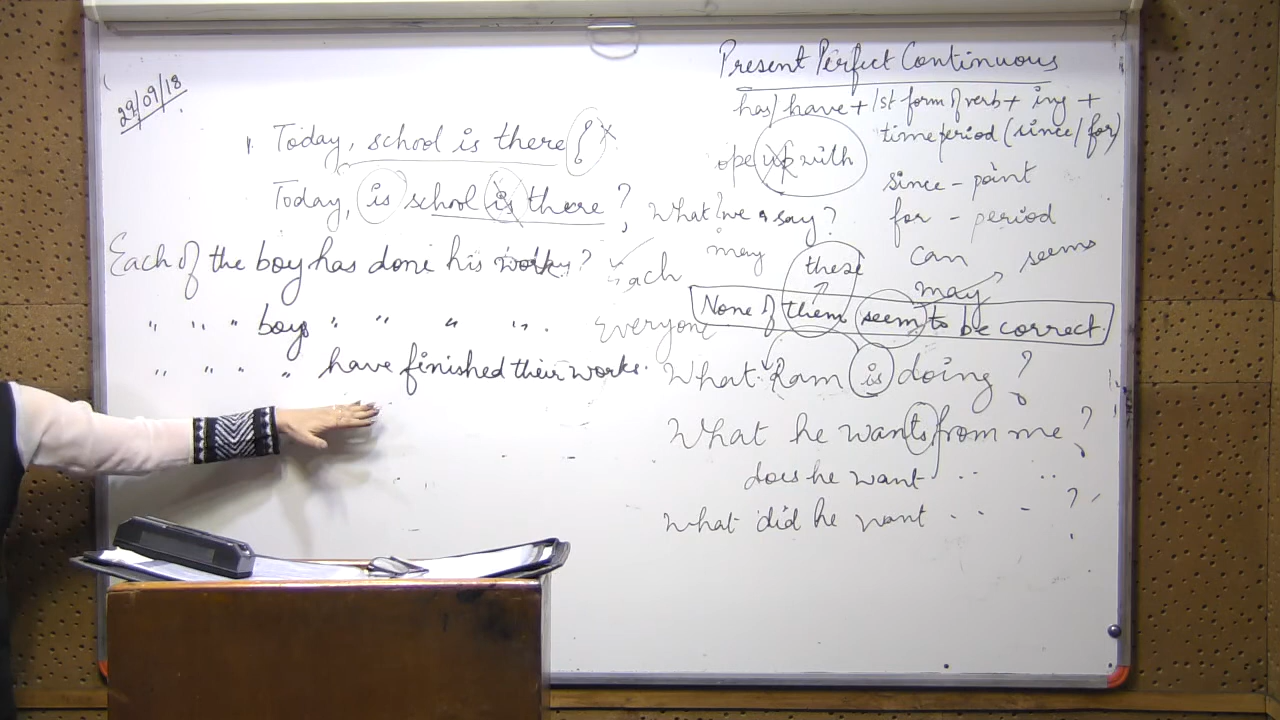 29/09/18
1. Today, school is there ?
Today, is school is there ?
Each of the boy has done his work ?
" " " boys " " " " .
" " " " have finished their works.
Present Perfect Continuous
has/ have + 1st form of verb + ing +
time period (since/for)
ope up with
since - point
What we say ?
for - period
may
can
each
these
may
seems
None of them seem to be correct.
Everyone
What Ram is doing ?
What he wants from me ?
does he want " "
What did he want . . - ?